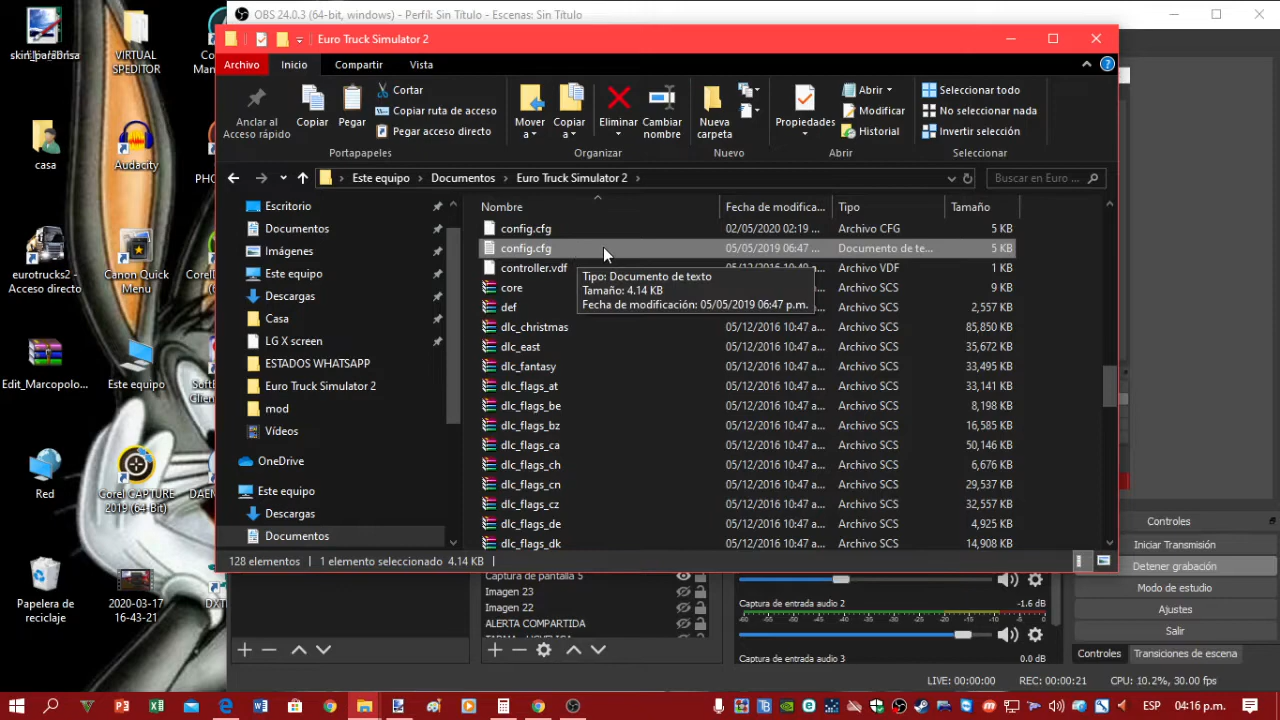 OBS 24.0.3 (64-bit, windows) - Perfil: Sin Título - Escenas: Sin Título
Euro Truck Simulator 2
Archivo
Inicio
Compartir
Vista
Anclar al
Acceso rápido
Copiar
Pegar
Cortar
Copiar ruta de acceso
Pegar acceso directo
Portapapeles
Mover
a
Copiar
a
Eliminar
Cambiar
nombre
Organizar
Nueva
carpeta
Nuevo
Propiedades
Abrir
Modificar
Historial
Abrir
Seleccionar todo
No seleccionar nada
Invertir selección
Seleccionar
Este equipo
Documentos
Euro Truck Simulator 2
Buscar en Euro ...
Escritorio
Documentos
Imágenes
Este equipo
Descargas
Casa
LG X screen
ESTADOS WHATSAPP
Euro Truck Simulator 2
mod
Vídeos
OneDrive
Este equipo
Descargas
Documentos
Nombre
Fecha de modifica...
Tipo
Tamaño
config.cfg 02/05/2020 02:19 ... Archivo CFG 5 KB
config.cfg 05/05/2019 06:47 ... Documento de te... 5 KB
controller.vdf Archivo VDF 1 KB
core Archivo SCS 9 KB
def Archivo SCS 2,557 KB
dlc_christmas 05/12/2016 10:47 a... Archivo SCS 85,850 KB
dlc_east 05/12/2016 10:47 a... Archivo SCS 35,672 KB
dlc_fantasy 05/12/2016 10:47 a... Archivo SCS 33,495 KB
dlc_flags_at 05/12/2016 10:47 a... Archivo SCS 33,141 KB
dlc_flags_be 05/12/2016 10:47 a... Archivo SCS 8,198 KB
dlc_flags_bz 05/12/2016 10:47 a... Archivo SCS 16,585 KB
dlc_flags_ca 05/12/2016 10:47 a... Archivo SCS 50,146 KB
dlc_flags_ch 05/12/2016 10:47 a... Archivo SCS 6,676 KB
dlc_flags_cn 05/12/2016 10:47 a... Archivo SCS 29,537 KB
dlc_flags_cz 05/12/2016 10:47 a... Archivo SCS 32,557 KB
dlc_flags_de 05/12/2016 10:47 a... Archivo SCS 4,925 KB
dlc_flags_dk 05/12/2016 10:47 a... Archivo SCS 14,908 KB
Tipo: Documento de texto
Tamaño: 4.14 KB
Fecha de modificación: 05/05/2019 06:47 p.m.
128 elementos
1 elemento seleccionado 4.14 KB
skin_parabrisa
VIRTUAL
SPEDITOR
casa
Audacity
eurotrucks2 -
Acceso directo
Canon Quick
Menu
Edit_Marcopolo...
Este equipo
Red
Corel CAPTURE
2019 (64-Bit)
Papelera de
reciclaje
2020-03-17
16-43-21
Captura de pantalla 5
Imagen 23
Imagen 22
ALERTA COMPARTIDA
Captura de entrada audio 2
-1.6 dB
-60 -55 -50 -45 -40 -35 -30 -25 -20 -15 -10 -5 0
Captura de entrada audio 3
0.0 dB
Controles
Iniciar Transmisión
Detener grabación
Modo de estudio
Ajustes
Salir
Controles
Transiciones de escena
LIVE: 00:00:00
REC: 00:00:21
CPU: 10.2%, 30.00 fps
ESP
04:16 p.m.